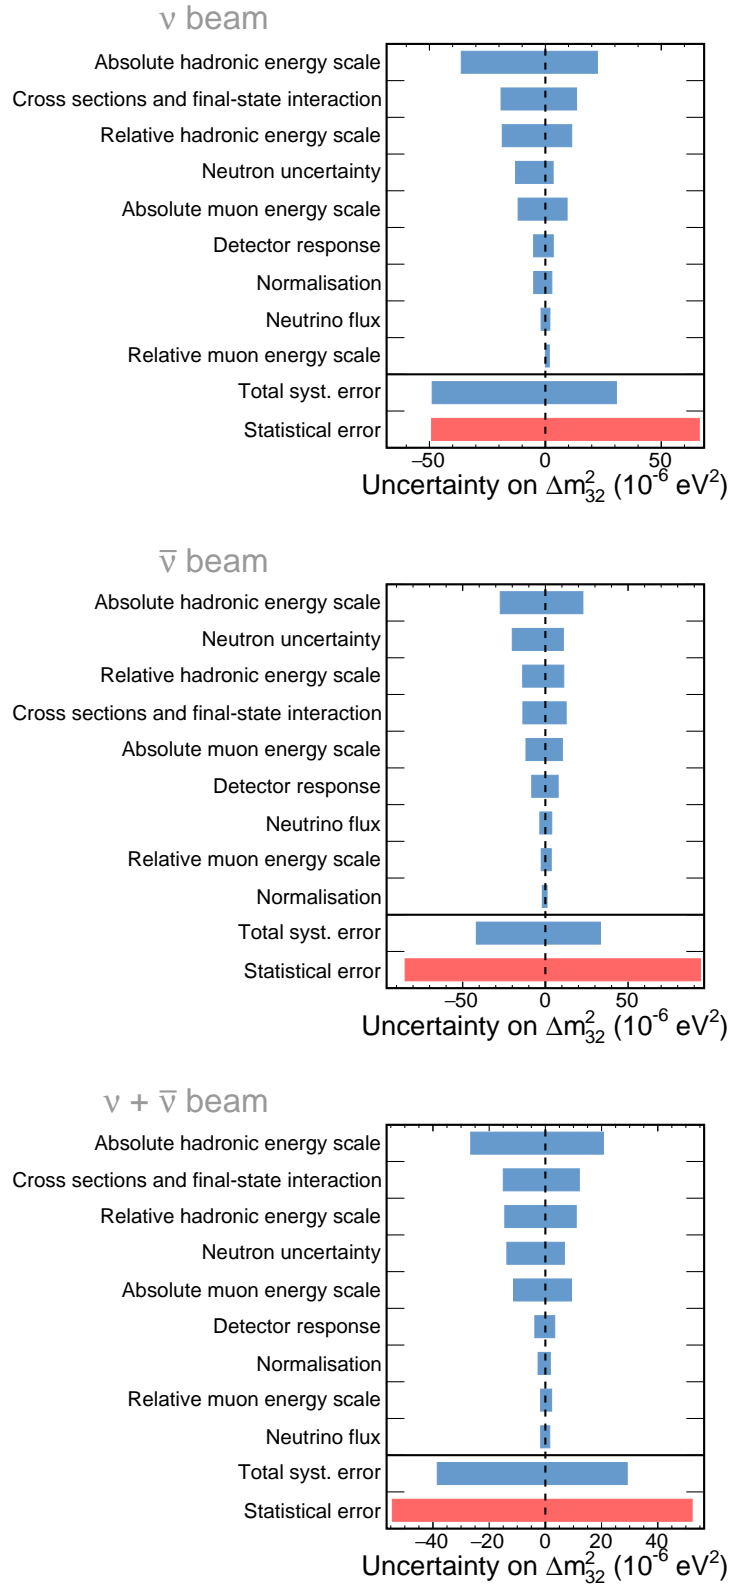 ν beam
Absolute hadronic energy scale
Cross sections and final-state interaction
Relative hadronic energy scale
Neutron uncertainty
Absolute muon energy scale
Detector response
Normalisation
Neutrino flux
Relative muon energy scale
Total syst. error
Statistical error
−50 0 50
Uncertainty on Δm²₃₂ (10⁻⁶ eV²)
ν̅ beam
Absolute hadronic energy scale
Neutron uncertainty
Relative hadronic energy scale
Cross sections and final-state interaction
Absolute muon energy scale
Detector response
Neutrino flux
Relative muon energy scale
Normalisation
Total syst. error
Statistical error
−50 0 50
Uncertainty on Δm²₃₂ (10⁻⁶ eV²)
ν + ν̅ beam
Absolute hadronic energy scale
Cross sections and final-state interaction
Relative hadronic energy scale
Neutron uncertainty
Absolute muon energy scale
Detector response
Normalisation
Relative muon energy scale
Neutrino flux
Total syst. error
Statistical error
−40 −20 0 20 40
Uncertainty on Δm²₃₂ (10⁻⁶ eV²)